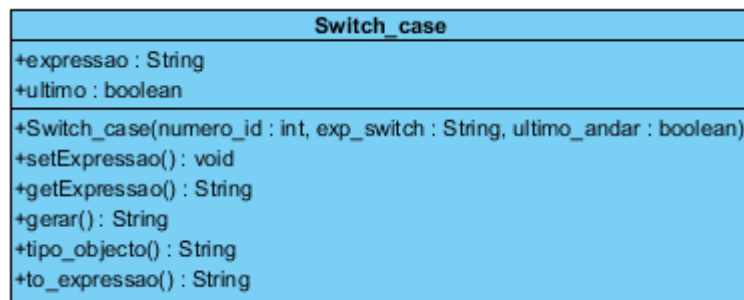 Switch_case
+expressao : String
+ultimo : boolean
+Switch_case(numero_id : int, exp_switch : String, ultimo_andar : boolean)
+setExpressao() : void
+getExpressao() : String
+gerar() : String
+tipo_objecto() : String
+to_expressao() : String